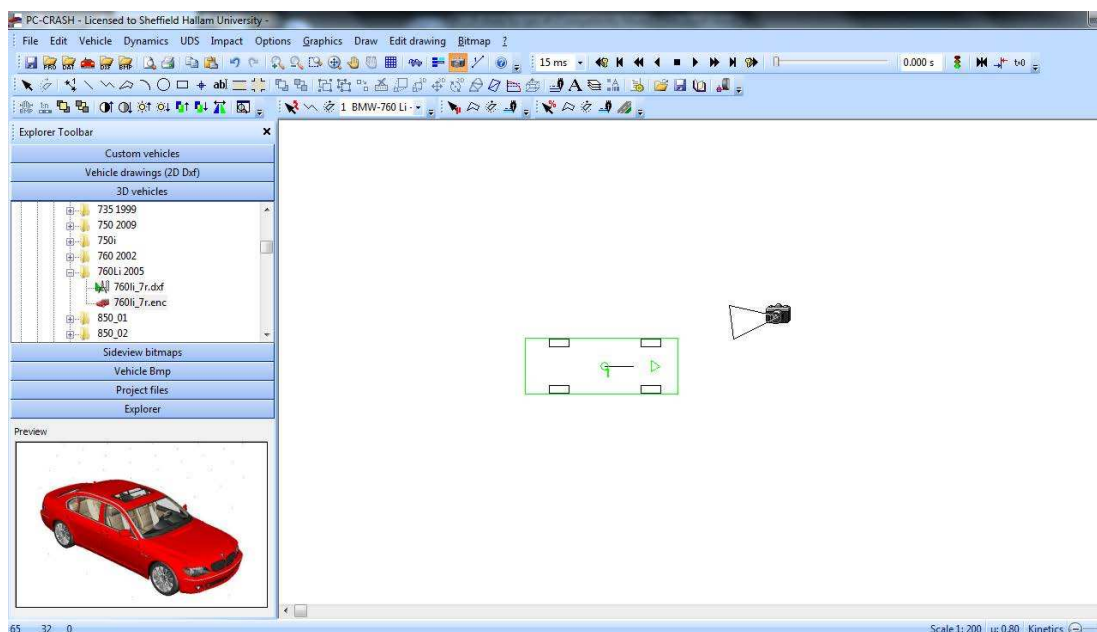 PC-CRASH - Licensed to Sheffield Hallam University -
File Edit Vehicle Dynamics UDS Impact Options Graphics Draw Edit drawing Bitmap ?
15 ms 0.000 s
1 BMW-760 Li -
Explorer Toolbar
Custom vehicles
Vehicle drawings (2D Dxf)
3D vehicles
735 1999
750 2009
750i
760 2002
760Li 2005
760li_7r.dxf
760li_7r.enc
850_01
850_02
Sideview bitmaps
Vehicle Bmp
Project files
Explorer
Preview
1
65 32 0 Scale 1: 200 µ: 0.80 Kinetics